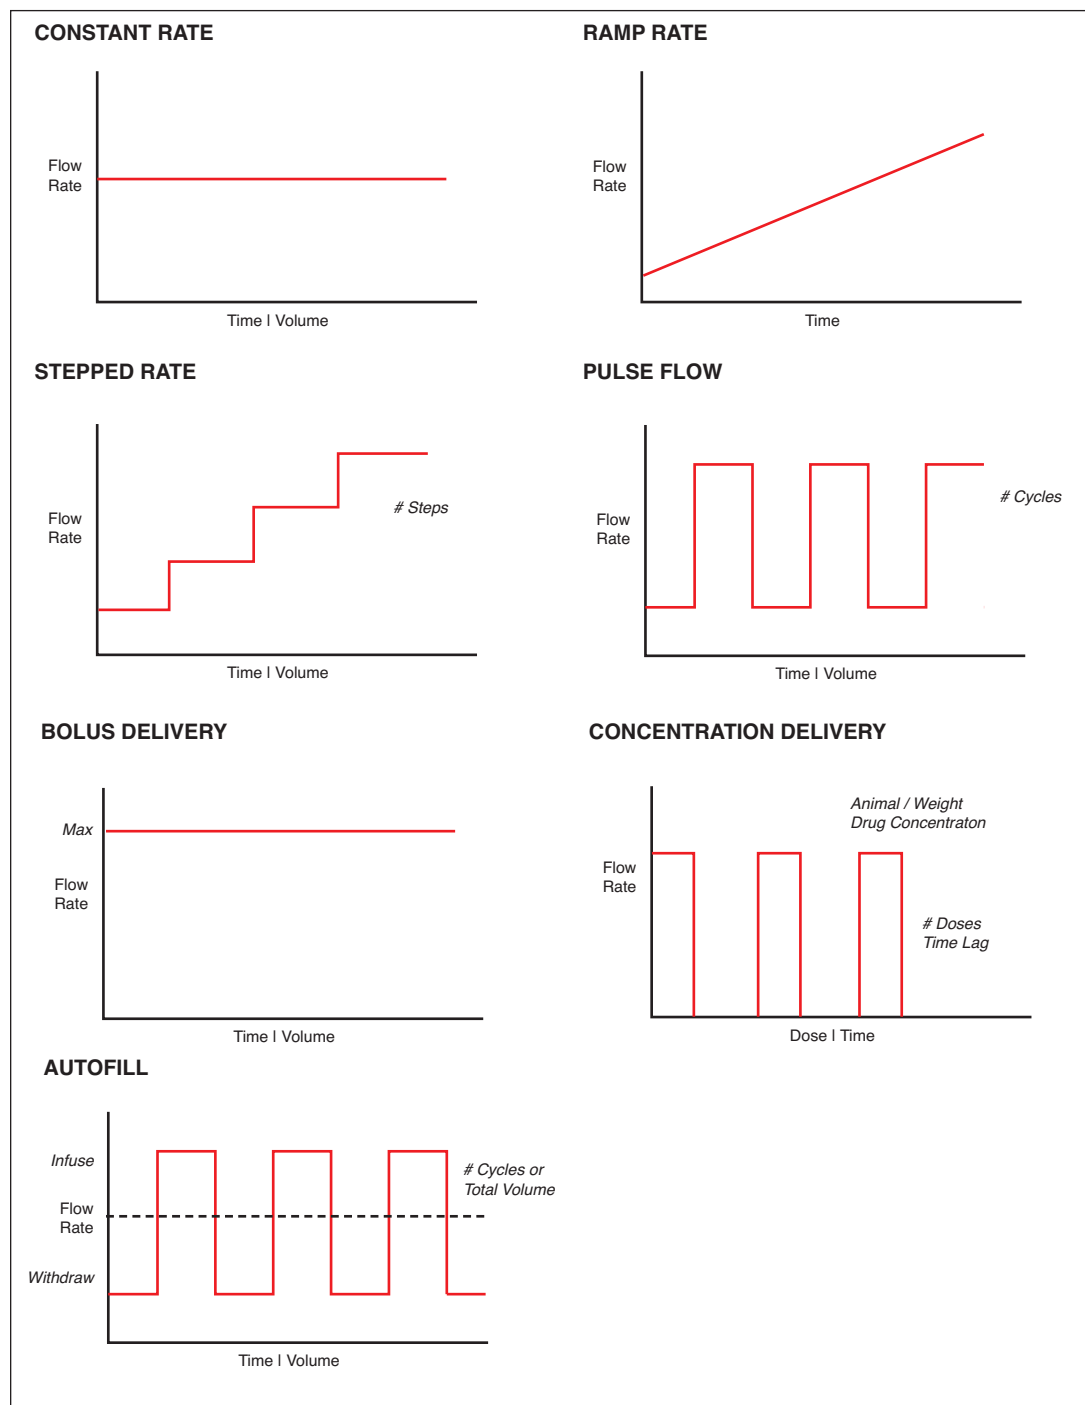 CONSTANT RATE
Flow
Rate
Time | Volume
RAMP RATE
Flow
Rate
Time
STEPPED RATE
Flow
Rate
# Steps
Time | Volume
PULSE FLOW
Flow
Rate
# Cycles
Time | Volume
BOLUS DELIVERY
Max
Flow
Rate
Time | Volume
CONCENTRATION DELIVERY
Animal / Weight
Drug Concentraton
Flow
Rate
# Doses
Time Lag
Dose | Time
AUTOFILL
Infuse
Flow
Rate
Withdraw
# Cycles or
Total Volume
Time | Volume